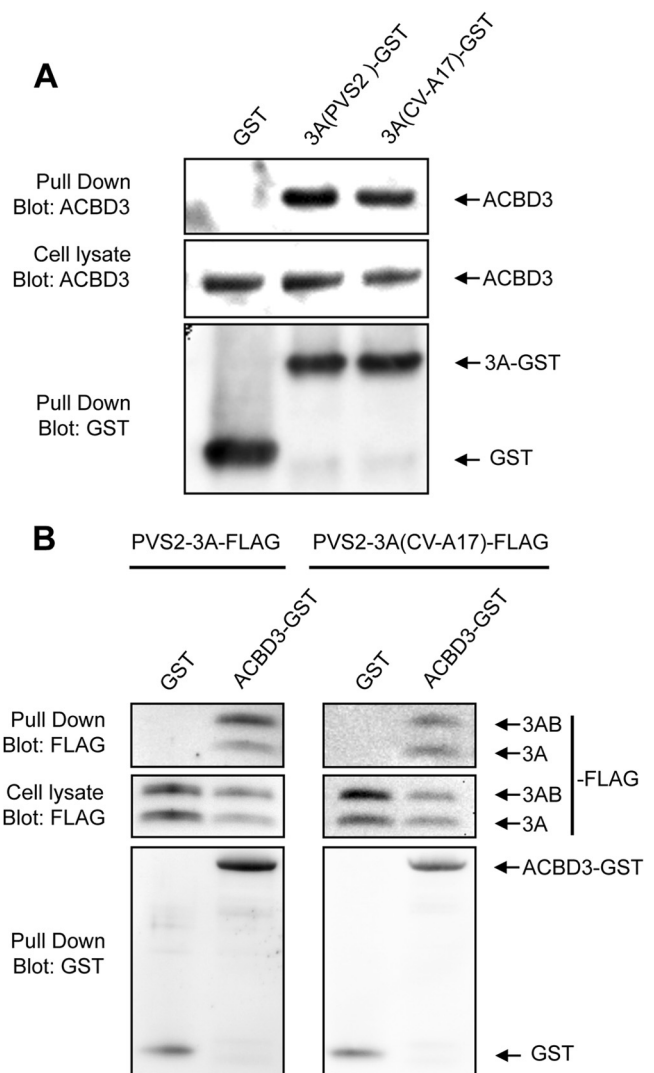 A
GST
3A(PVS2 )-GST
3A(CV-A17)-GST
Pull Down
Blot: ACBD3
ACBD3
Cell lysate
Blot: ACBD3
ACBD3
3A-GST
Pull Down
Blot: GST
GST
B
PVS2-3A-FLAG
PVS2-3A(CV-A17)-FLAG
GST
ACBD3-GST
GST
ACBD3-GST
Pull Down
Blot: FLAG
3AB
3A
-FLAG
Cell lysate
Blot: FLAG
3AB
3A
ACBD3-GST
Pull Down
Blot: GST
GST